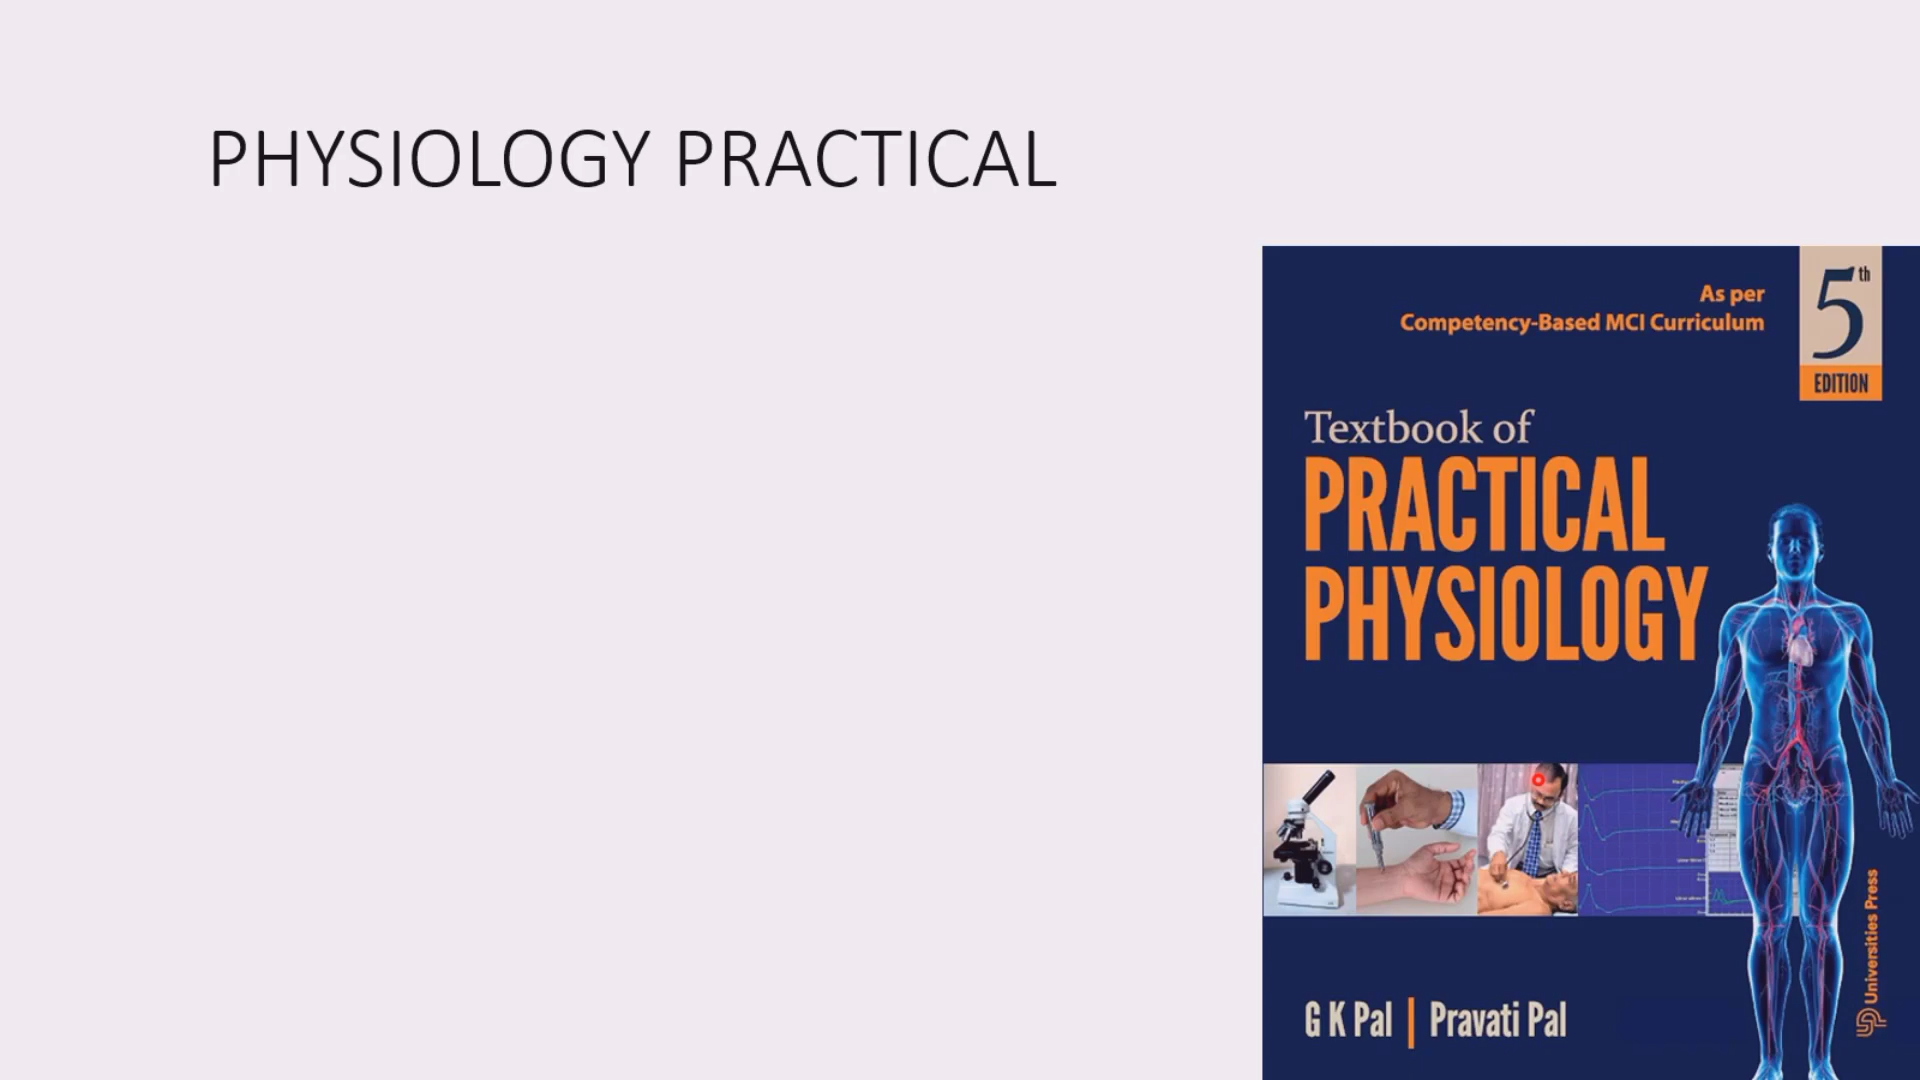 PHYSIOLOGY PRACTICAL
As per
Competency-Based MCI Curriculum
5th
EDITION
Textbook of
PRACTICAL
PHYSIOLOGY
G K Pal | Pravati Pal
Universities Press